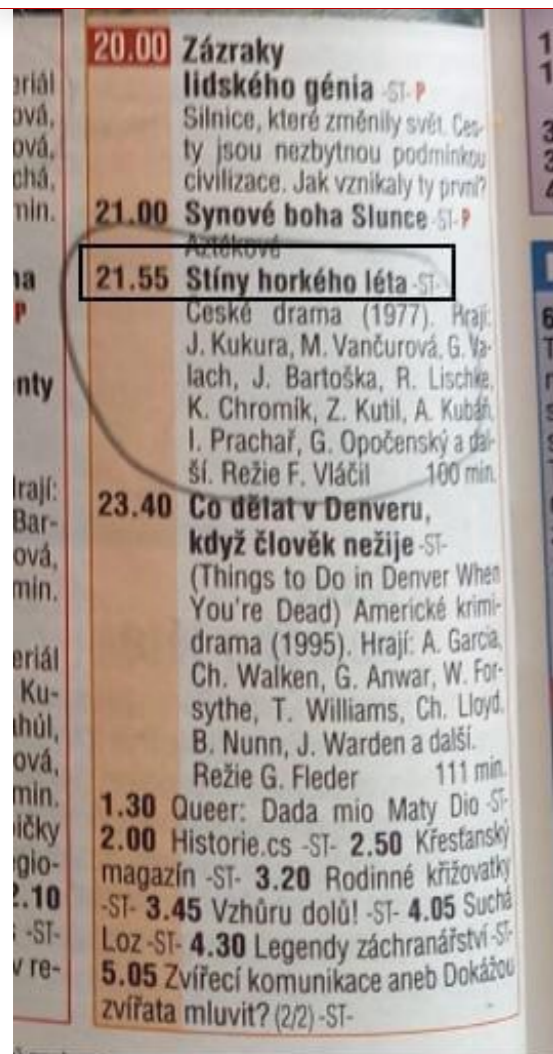 20.00 Zázraky
lidského génia -ST- P
Silnice, které změnily svět. Ces-
ty jsou nezbytnou podmínkou
civilizace. Jak vznikaly ty první?
21.00 Synové boha Slunce -ST- P
Aztékové
21.55 Stíny horkého léta -ST-
České drama (1977). Hrají:
J. Kukura, M. Vančurová, G. Va-
lach, J. Bartoška, R. Lischke,
K. Chromík, Z. Kutil, A. Kubáň,
I. Prachař, G. Opočenský a dal-
ší. Režie F. Vláčil 100 min.
23.40 Co dělat v Denveru,
když člověk nežije -ST-
(Things to Do in Denver When
You're Dead) Americké krimi-
drama (1995). Hrají: A. Garcia,
Ch. Walken, G. Anwar, W. For-
sythe, T. Williams, Ch. Lloyd,
B. Nunn, J. Warden a další.
Režie G. Fleder 111 min.
1.30 Queer: Dada mio Maty Dio -ST-
2.00 Historie.cs -ST- 2.50 Křesťanský
magazín -ST- 3.20 Rodinné křižovatky
-ST- 3.45 Vzhůru dolů! -ST- 4.05 Suchá
Loz -ST- 4.30 Legendy záchranářství -ST-
5.05 Zvířecí komunikace aneb Dokážou
zvířata mluvit? (2/2) -ST-